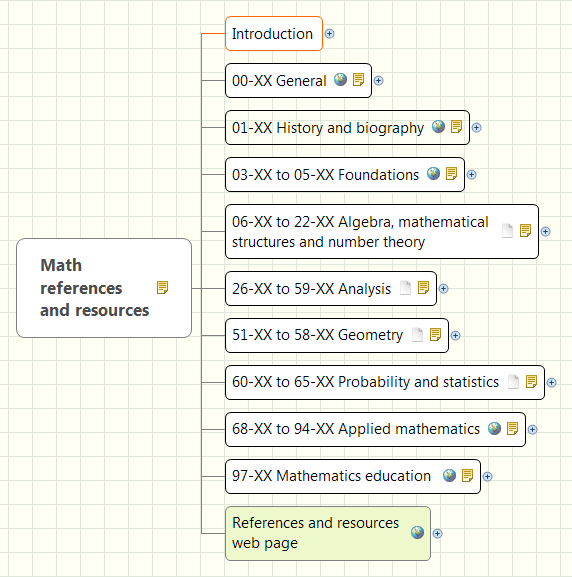 Introduction
00-XX General
01-XX History and biography
03-XX to 05-XX Foundations
06-XX to 22-XX Algebra, mathematical
structures and number theory
Math
references
and resources
26-XX to 59-XX Analysis
51-XX to 58-XX Geometry
60-XX to 65-XX Probability and statistics
68-XX to 94-XX Applied mathematics
97-XX Mathematics education
References and resources
web page